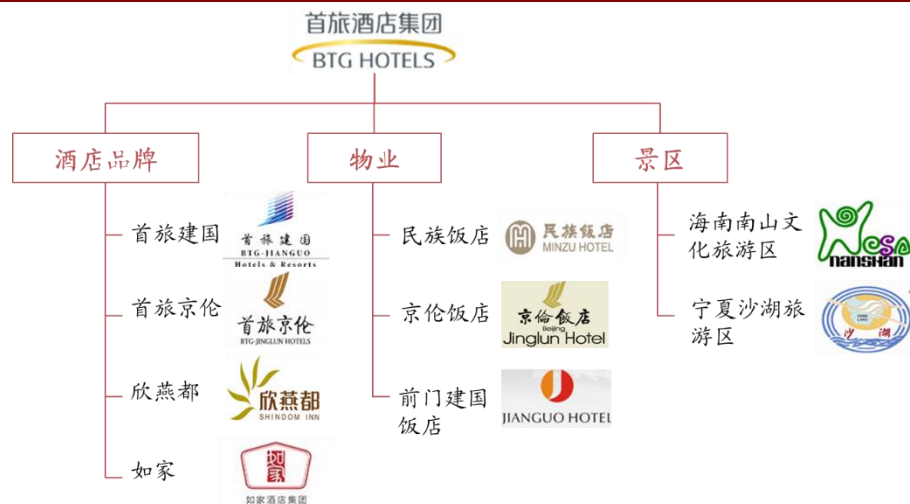 首旅酒店集团
BTG HOTELS
酒店品牌
物业
景区
首旅建国
首旅建国
BTG-JIANGUO
Hotels & Resorts
首旅京伦
首旅京伦
BTG-JINGLUN HOTELS
欣燕都
欣燕都
SHINDOM INN
如家
如家
如家酒店集团
民族饭店
民族饭店
MINZU HOTEL
京伦饭店
京倫飯店
Beijing
Jinglun Hotel
前门建国
饭店
JIANGUO HOTEL
海南南山文
化旅游区
nanshan
宁夏沙湖旅
游区
SAND LAKE
沙湖